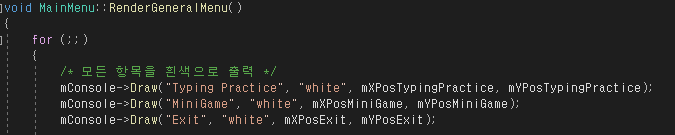 void MainMenu::RenderGeneralMenu()
{
for (;;)
{
/* 모든 항목을 흰색으로 출력 */
mConsole->Draw("Typing Practice", "white", mXPosTypingPractice, mYPosTypingPractice);
mConsole->Draw("MiniGame", "white", mXPosMiniGame, mYPosMiniGame);
mConsole->Draw("Exit", "white", mXPosExit, mYPosExit);